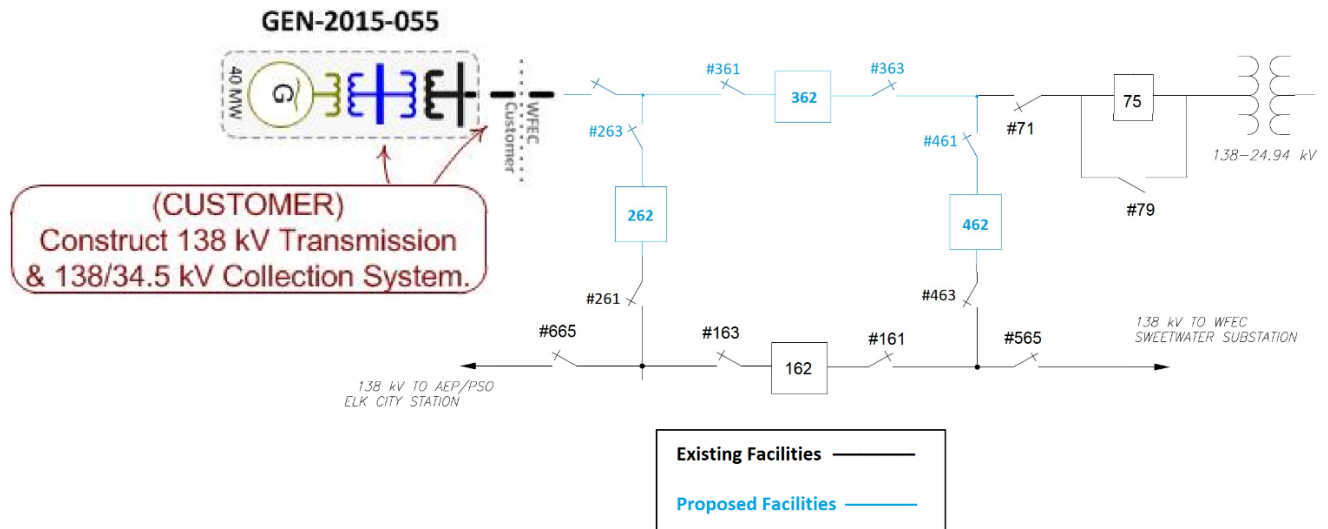 GEN-2015-055
40 MW
G
Customer
WFEC
(CUSTOMER)
Construct 138 kV Transmission
& 138/34.5 kV Collection System.
#361
362
#363
#263
#461
#71
75
138-24.94 kV
#79
262
462
#261
#463
#665
#163
162
#161
#565
138 kV TO WFEC
SWEETWATER SUBSTATION
138 kV TO AEP/PSO
ELK CITY STATION
Existing Facilities
Proposed Facilities